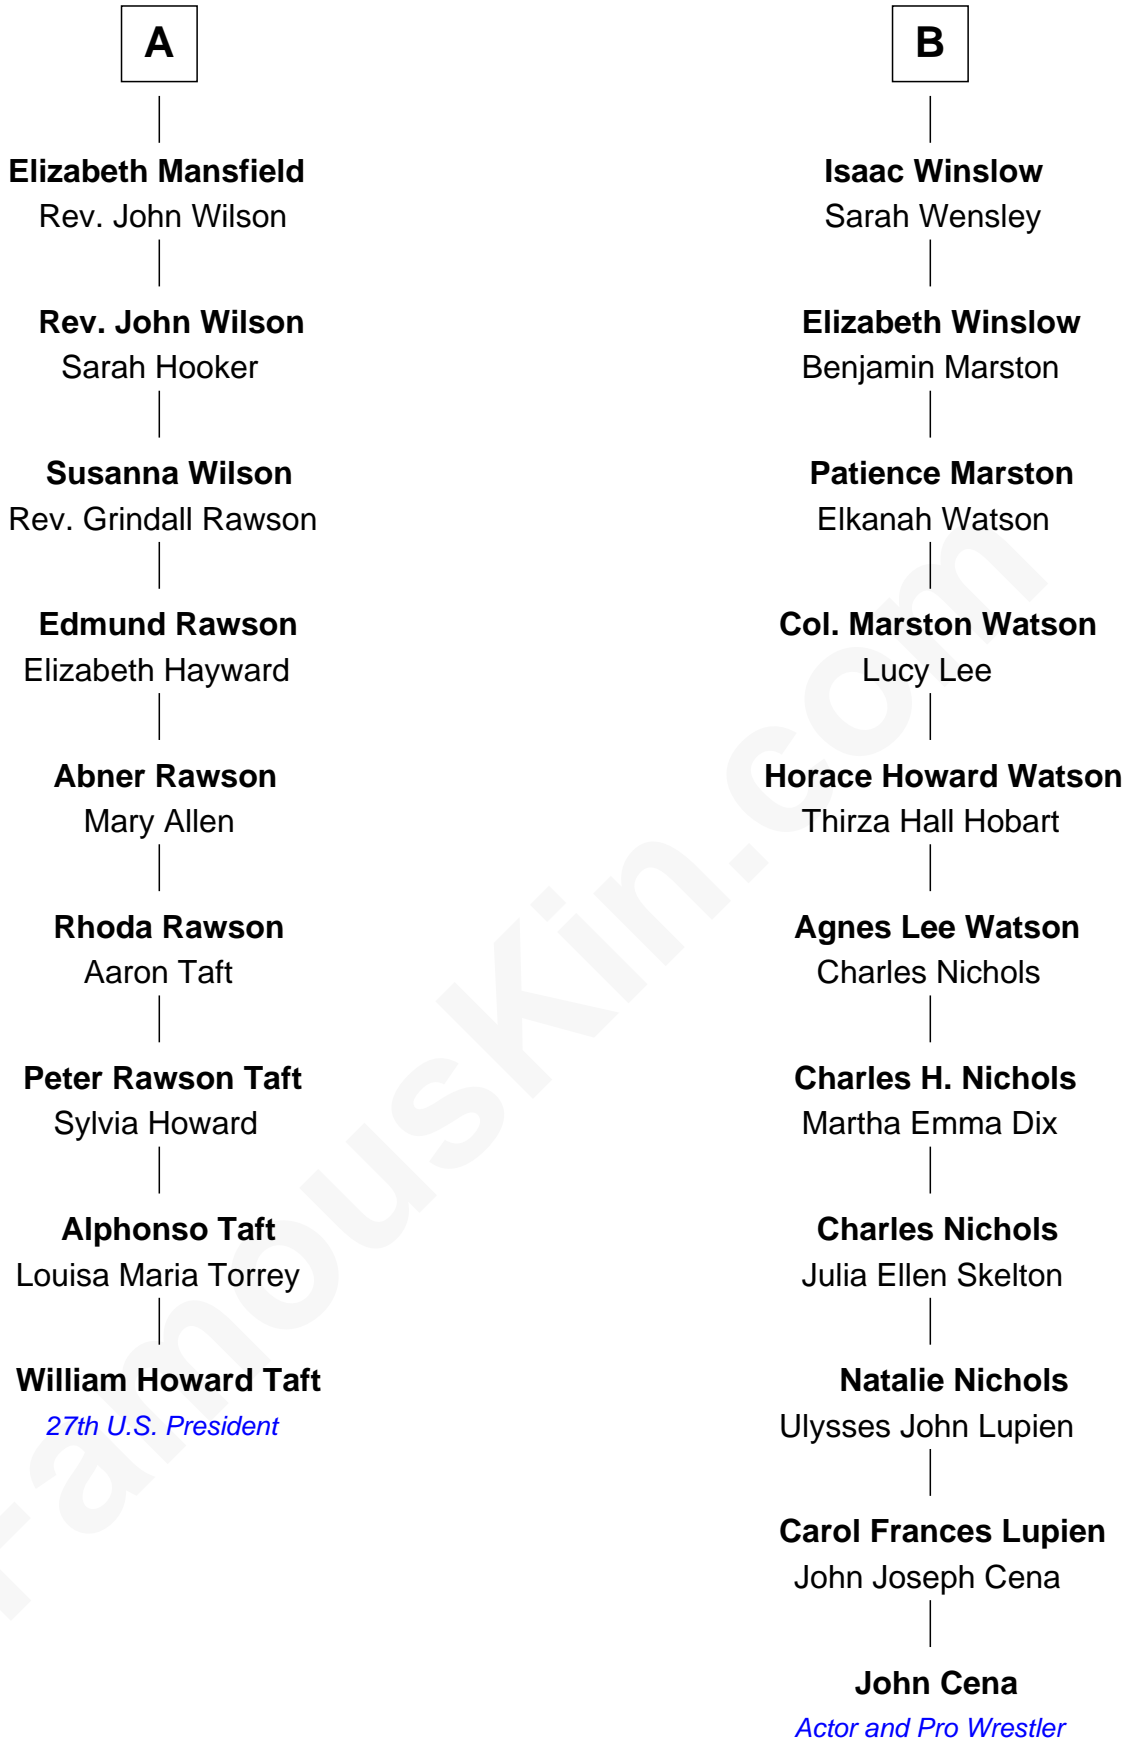 A
Elizabeth Mansfield
Rev. John Wilson
Rev. John Wilson
Sarah Hooker
Susanna Wilson
Rev. Grindall Rawson
Edmund Rawson
Elizabeth Hayward
Abner Rawson
Mary Allen
Rhoda Rawson
Aaron Taft
Peter Rawson Taft
Sylvia Howard
Alphonso Taft
Louisa Maria Torrey
William Howard Taft
27th U.S. President
B
Isaac Winslow
Sarah Wensley
Elizabeth Winslow
Benjamin Marston
Patience Marston
Elkanah Watson
Col. Marston Watson
Lucy Lee
Horace Howard Watson
Thirza Hall Hobart
Agnes Lee Watson
Charles Nichols
Charles H. Nichols
Martha Emma Dix
Charles Nichols
Julia Ellen Skelton
Natalie Nichols
Ulysses John Lupien
Carol Frances Lupien
John Joseph Cena
John Cena
Actor and Pro Wrestler
FamousKin.com